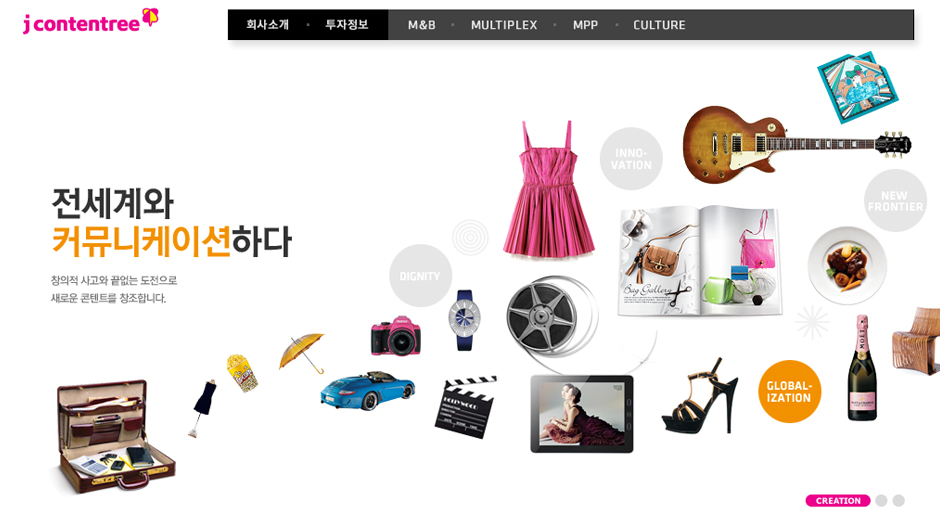 j contentree
회사소개 투자정보 M&B MULTIPLEX MPP CULTURE
INNO-
VATION
NEW
FRONTIER
전세계와
커뮤니케이션하다
창의적 사고와 끝없는 도전으로
새로운 콘텐트를 창조합니다.
DIGNITY
Bag Gallery
HOLLYWOOD
MOËT
GLOBAL-
IZATION
CREATION